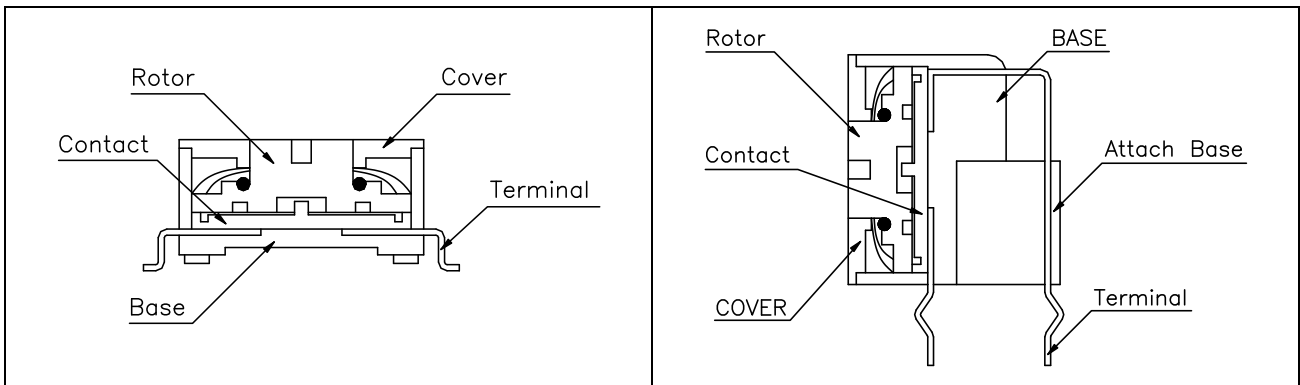 Rotor
Cover
Contact
Terminal
Base
Rotor
BASE
Contact
Attach Base
COVER
Terminal